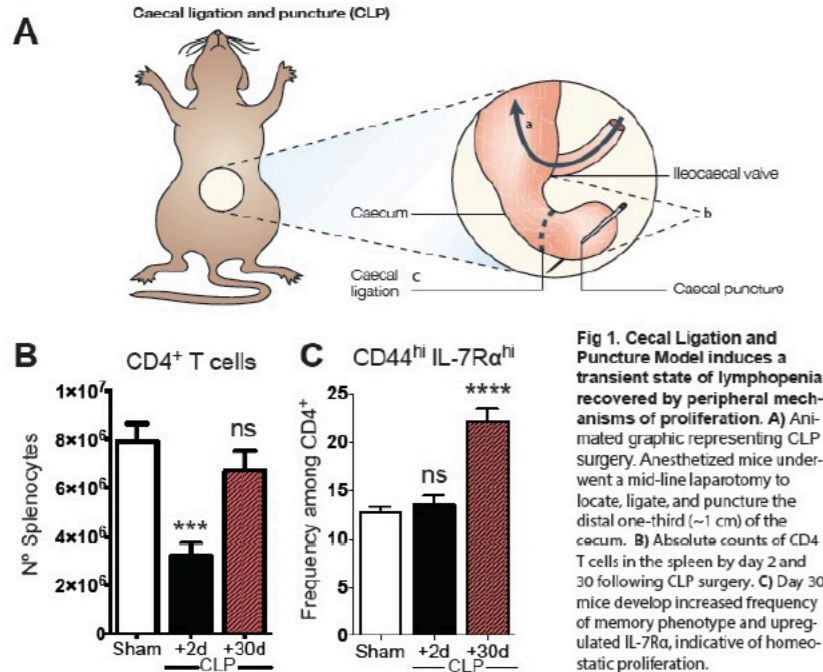 Caecal ligation and puncture (CLP)
A
a
Ileocaecal valve
Caecum
b
Caecal
ligation
c
Caecal puncture
B
CD4⁺ T cells
Nº Splenocytes
1×10⁷
8×10⁶
6×10⁶
4×10⁶
2×10⁶
0
***
ns
Sham +2d +30d
CLP
C
CD44ʰⁱ IL-7Rαʰⁱ
Frequency among CD4⁺
25
20
15
10
5
0
ns
****
Sham +2d +30d
CLP
Fig 1. Cecal Ligation and
Puncture Model induces a
transient state of lymphopenia
recovered by peripheral mech-
anisms of proliferation. A) Ani-
mated graphic representing CLP
surgery. Anesthetized mice under-
went a mid-line laparotomy to
locate, ligate, and puncture the
distal one-third (~1 cm) of the
cecum. B) Absolute counts of CD4
T cells in the spleen by day 2 and
30 following CLP surgery. C) Day 30
mice develop increased frequency
of memory phenotype and upreg-
ulated IL-7Rα, indicative of homeo-
static proliferation.